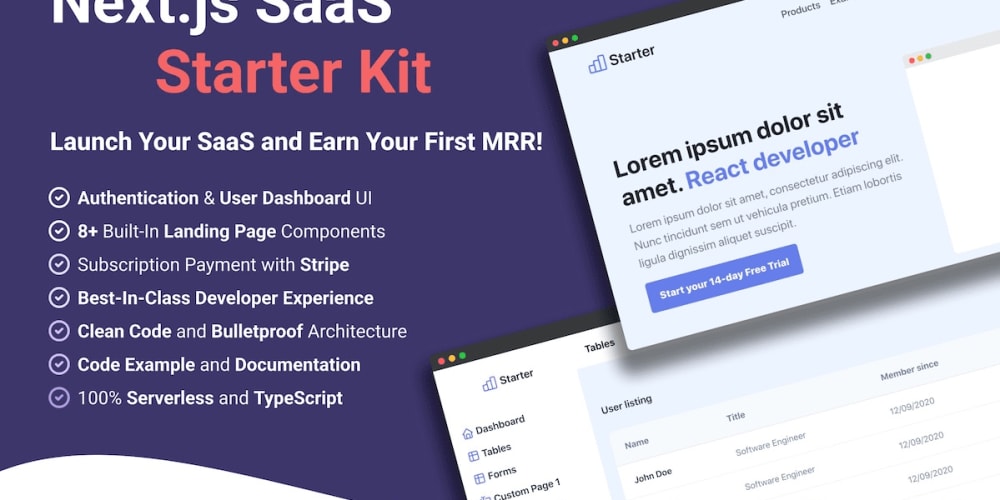 Next.js SaaS
Starter Kit
Launch Your SaaS and Earn Your First MRR!
Authentication & User Dashboard UI
8+ Built-In Landing Page Components
Subscription Payment with Stripe
Best-In-Class Developer Experience
Clean Code and Bulletproof Architecture
Code Example and Documentation
100% Serverless and TypeScript
Starter
Products
Lorem ipsum dolor sit
amet. React developer
Lorem ipsum dolor sit amet, consectetur adipiscing elit.
Nunc tincidunt sem ut vehicula pretium. Etiam lobortis
ligula dignissim aliquet suscipit.
Start your 14-day Free Trial
Starter
Tables
Dashboard
Tables
Forms
Custom Page 1
User listing
Name Title Member since
John Doe Software Engineer 12/09/2020
Software Engineer 12/09/2020
12/09/2020